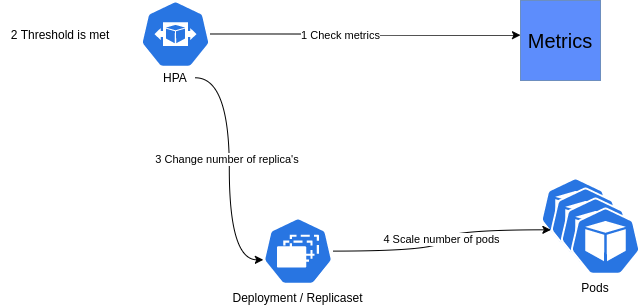 2 Threshold is met
1 Check metrics
Metrics
HPA
3 Change number of replica's
4 Scale number of pods
Pods
Deployment / Replicaset